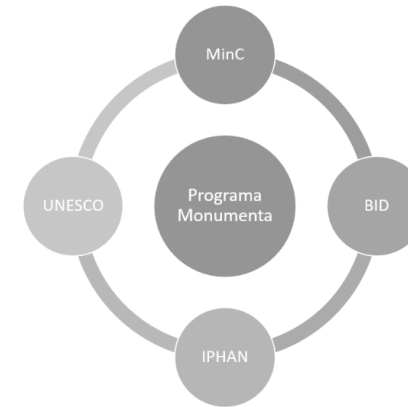 MinC
UNESCO
Programa
Monumenta
BID
IPHAN